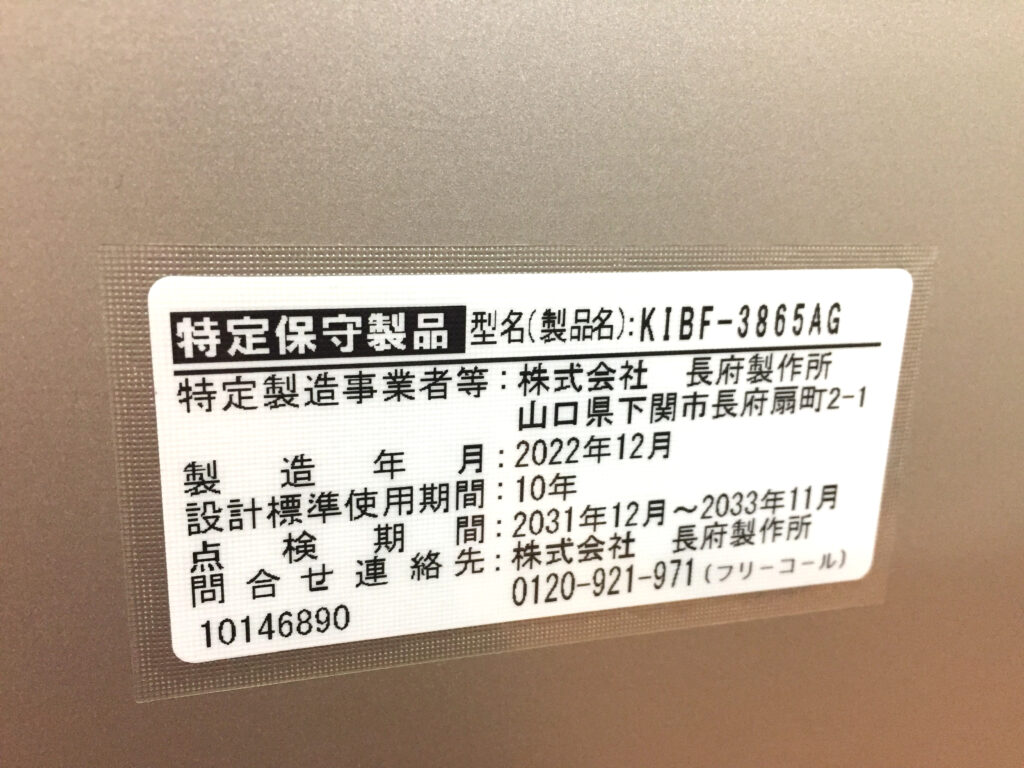 特定保守製品 型名(製品名):KIBF-3865AG
特定製造事業者等:株式会社 長府製作所
山口県下関市長府扇町2-1
製造年月:2022年12月
設計標準使用期間:10年
点検期間:2031年12月~2033年11月
問合せ連絡先:株式会社 長府製作所
0120-921-971(フリーコール)
10146890